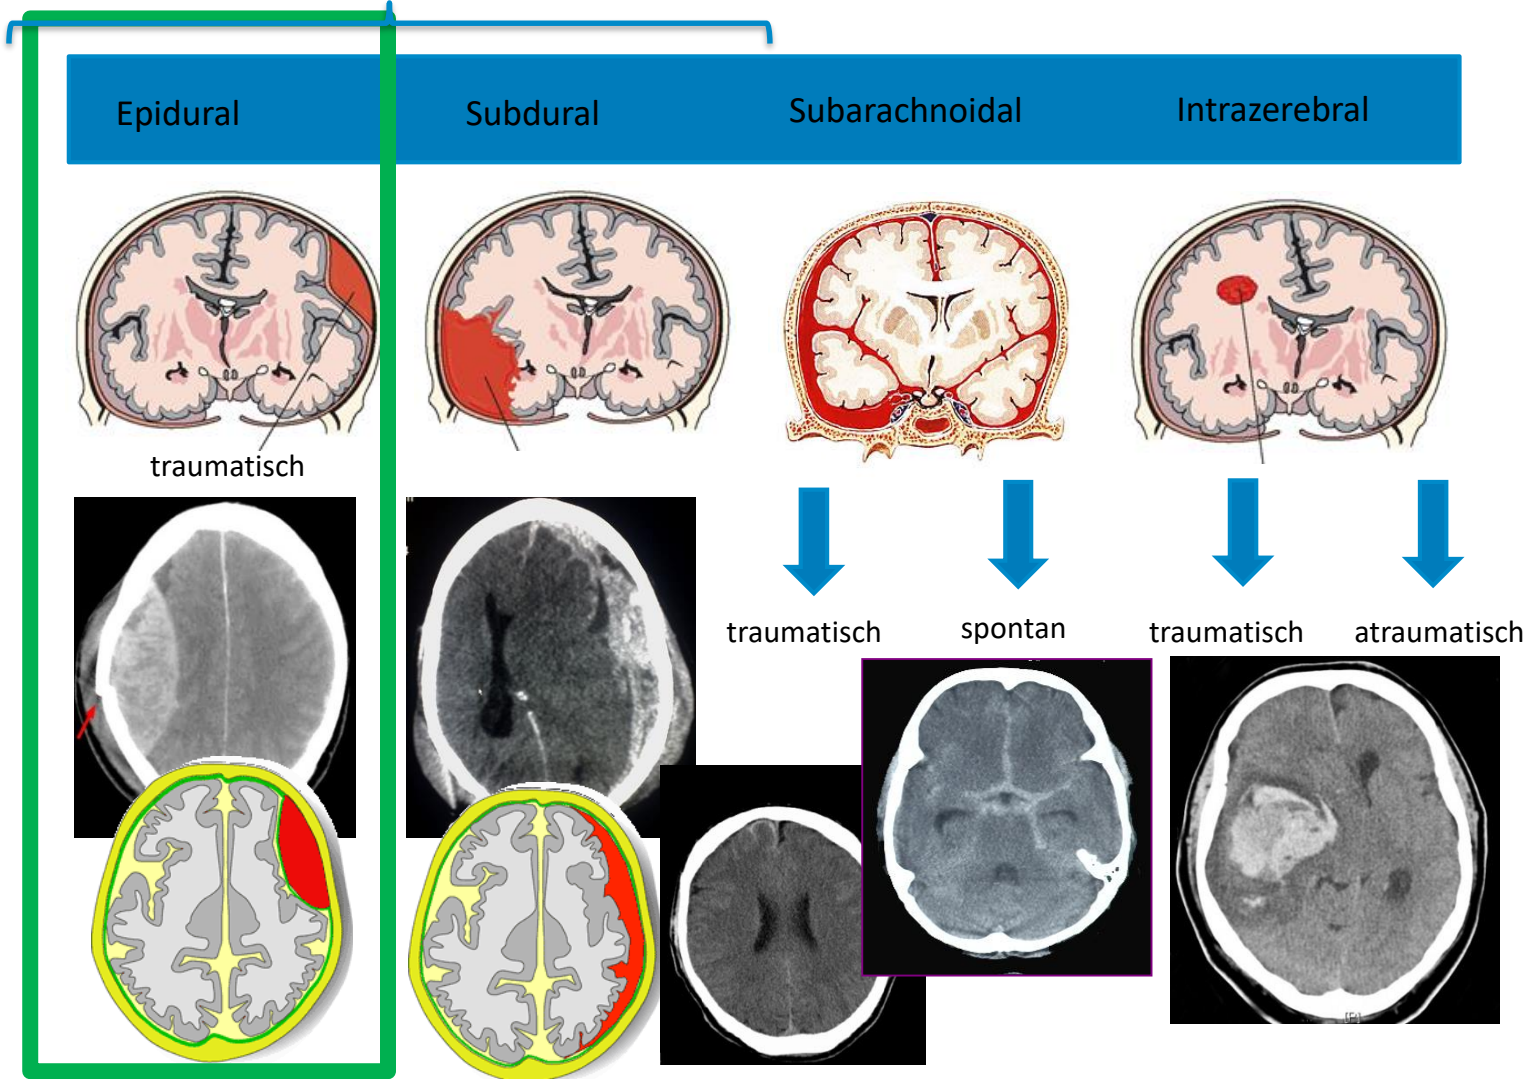 Epidural
Subdural
Subarachnoidal
Intrazerebral
traumatisch
traumatisch
spontan
traumatisch
atraumatisch